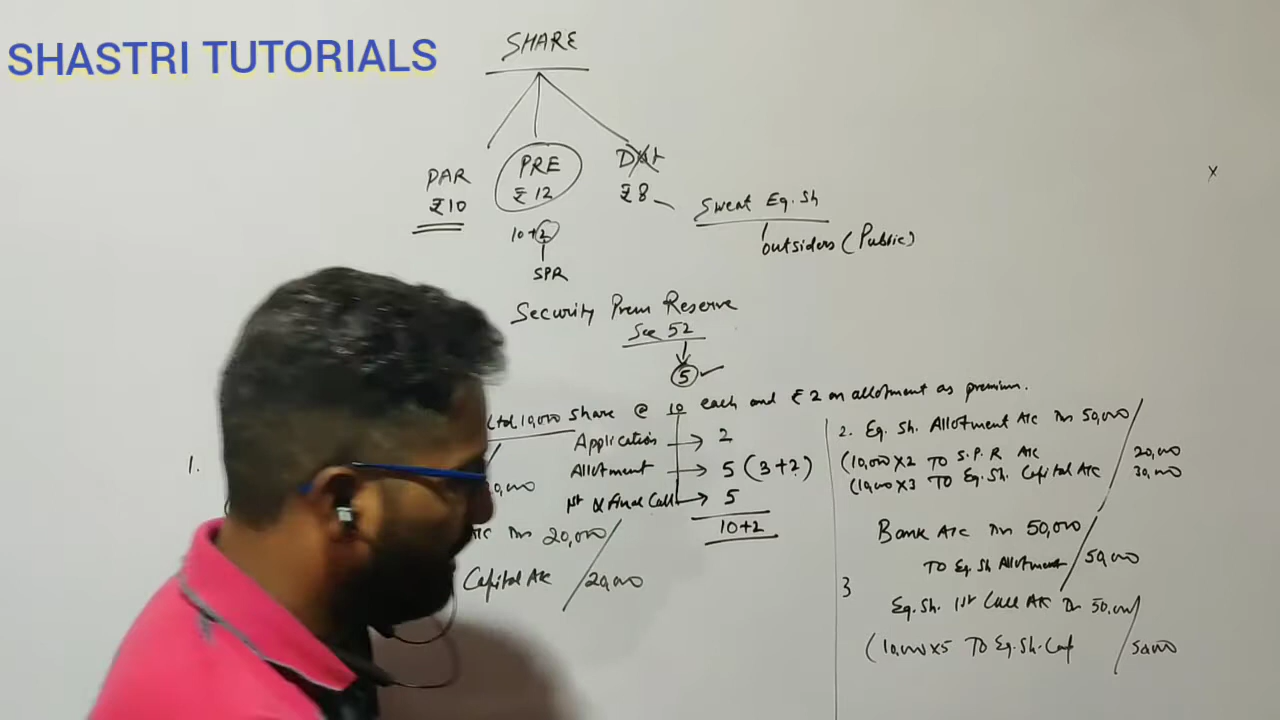 SHASTRI TUTORIALS
SHARE
PAR
₹10
PRE
₹12
₹8
Sweat Eq. Sh
outsiders (Public)
10+2
SPR
Security Prem Reserve
Sec 52
5
Ltd 10,000 share @ 10 each and ₹2 on allotment as premium.
Application → 2
Allotment → 5 (3+2)
1st & Final Call → 5
10+2
1.
A/c Dr 20,000
Capital A/c 20,000
2. Eq. Sh. Allotment A/c Dr 50,000
(10,000×2 To S.P.R A/c 20,000
(10,000×3 To Eq. Sh. Capital A/c 30,000
Bank A/c Dr 50,000
To Eq. Sh Allotment 50,000
3
Eq. Sh. 1st Call A/c Dr 50,000
(10,000×5 To Eq. Sh. Cap
x